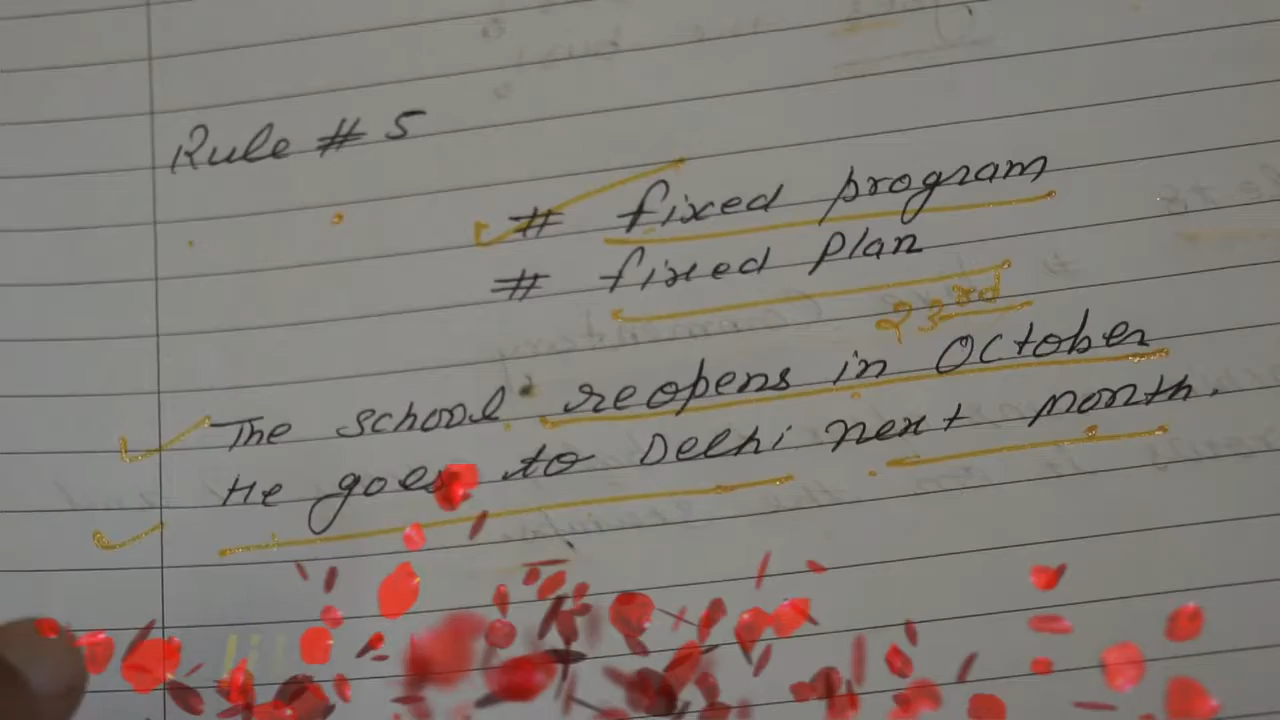 Rule # 5
# fixed program
# fixed plan
23rd
The school reopens in October
He goes to Delhi next month.